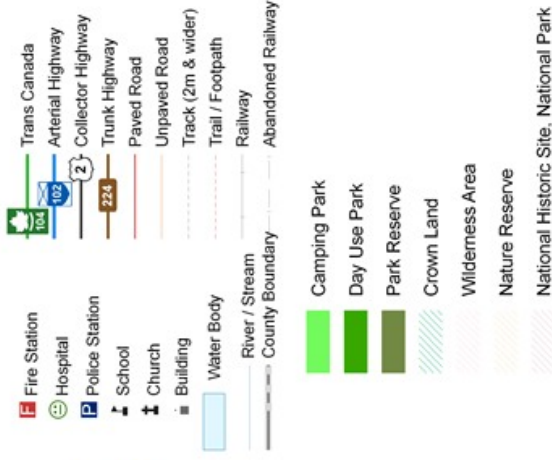 F Fire Station
Hospital
P Police Station
School
Church
Building
Water Body
River / Stream
County Boundary
104 Trans Canada
102 Arterial Highway
2 Collector Highway
224 Trunk Highway
Paved Road
Unpaved Road
Track (2m & wider)
Trail / Footpath
Railway
Abandoned Railway
Camping Park
Day Use Park
Park Reserve
Crown Land
Wilderness Area
Nature Reserve
National Historic Site, National Park